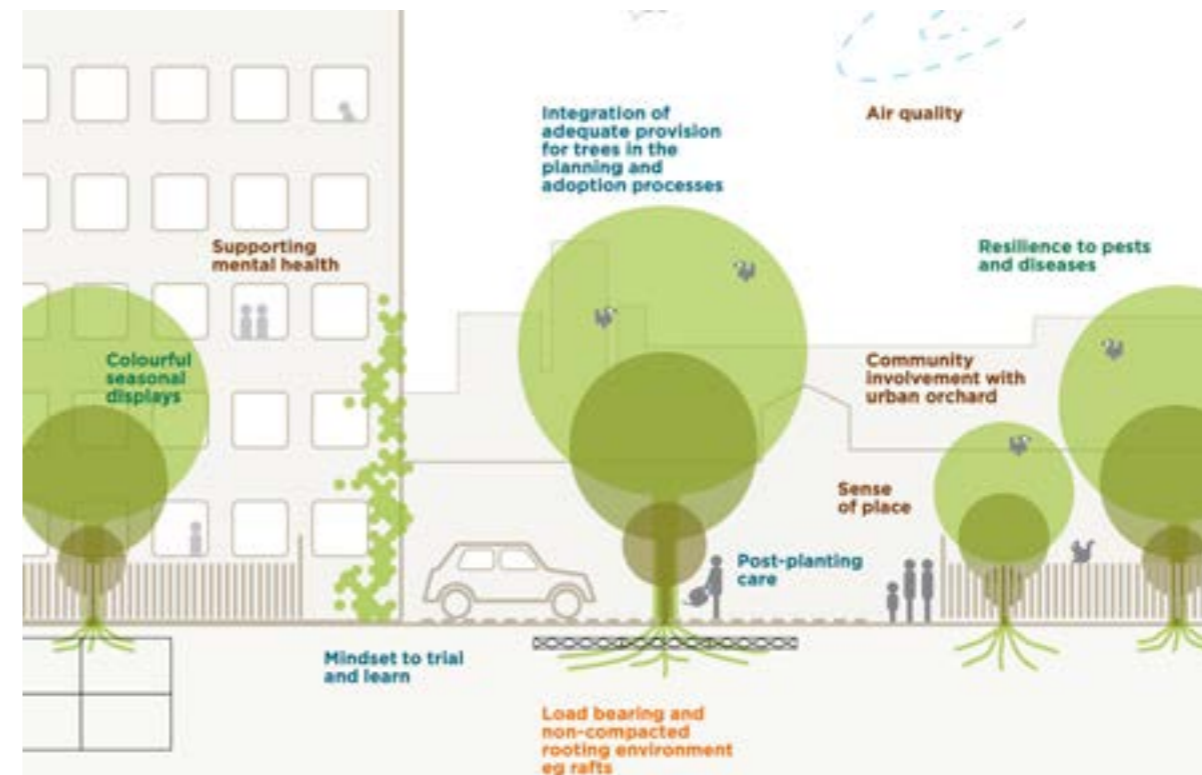 Integration of
adequate provision
for trees in the
planning and
adoption processes
Air quality
Supporting
mental health
Resilience to pests
and diseases
Colourful
seasonal
displays
Community
involvement with
urban orchard
Sense
of place
Post-planting
care
Mindset to trial
and learn
Load bearing and
non-compacted
rooting environment
eg rafts